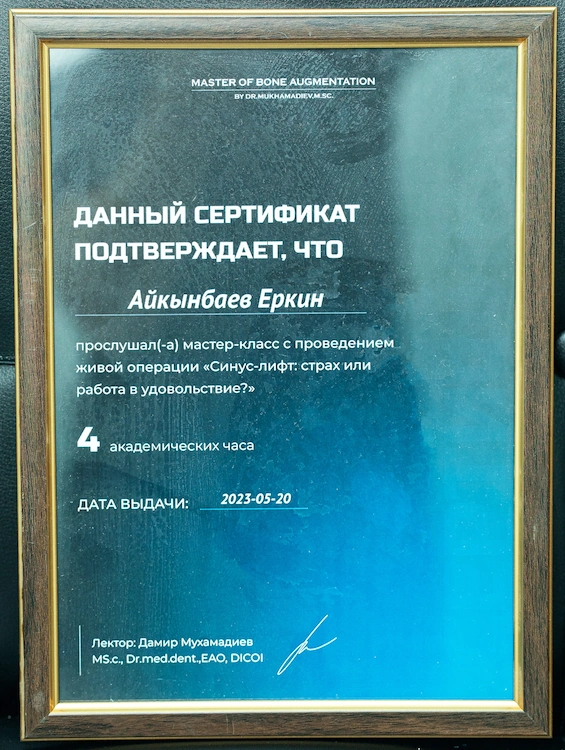 MASTER OF BONE AUGMENTATION
BY DR.MUKHAMADIEV,M.SC.
ДАННЫЙ СЕРТИФИКАТ
ПОДТВЕРЖДАЕТ, ЧТО
Айкынбаев Еркин
прослушал(-а) мастер-класс с проведением
живой операции «Синус-лифт: страх или
работа в удовольствие?»
4 академических часа
ДАТА ВЫДАЧИ: 2023-05-20
Лектор: Дамир Мухамадиев
MS.c., Dr.med.dent.,EAO, DICOI